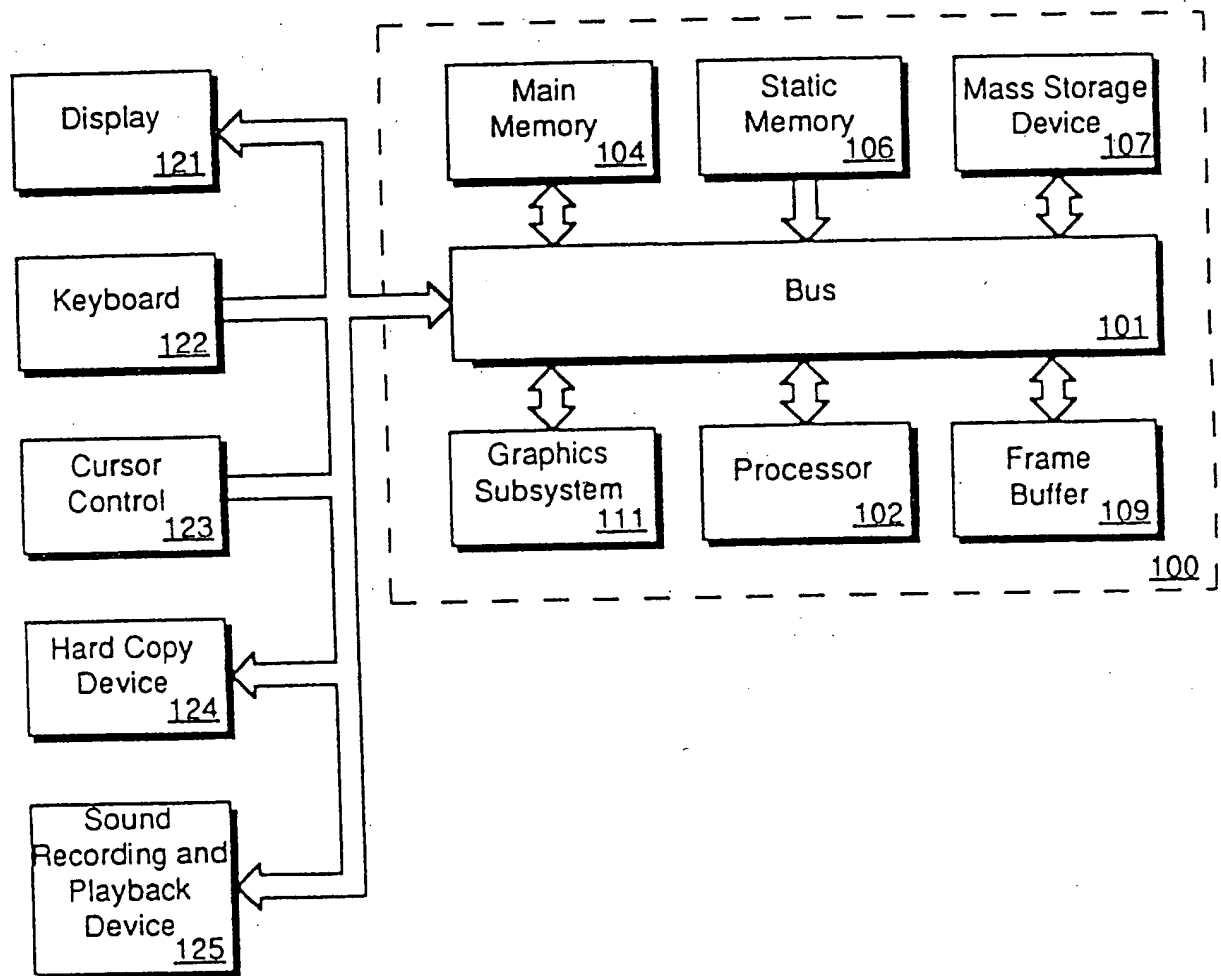 Display
121
Keyboard
122
Cursor
Control
123
Hard Copy
Device
124
Sound
Recording and
Playback
Device
125
Main
Memory
104
Static
Memory
106
Mass Storage
Device
107
Bus
101
Graphics
Subsystem
111
Processor
102
Frame
Buffer
109
100